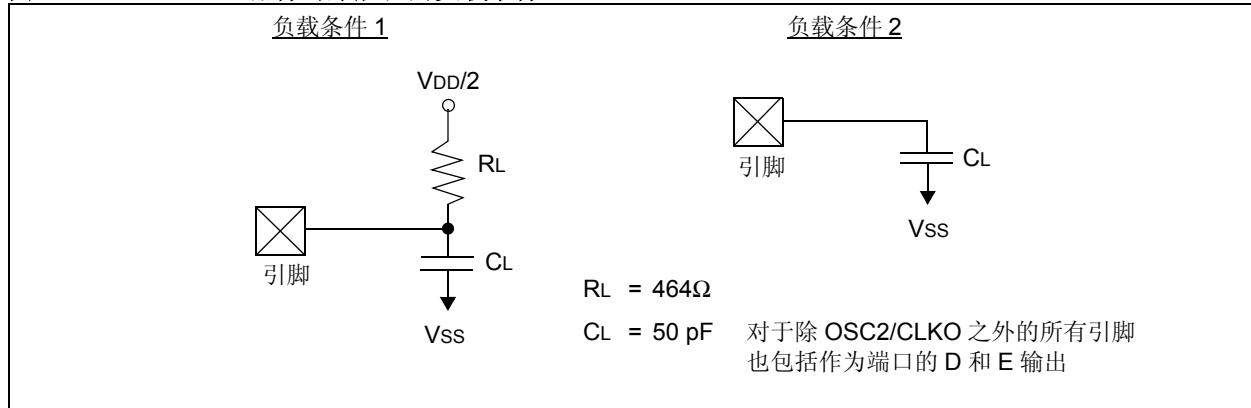 负载条件 1
负载条件 2
VDD/2
RL
引脚
CL
VSS
引脚
CL
VSS
RL = 464Ω
CL = 50 pF 对于除 OSC2/CLKO 之外的所有引脚
也包括作为端口的 D 和 E 输出